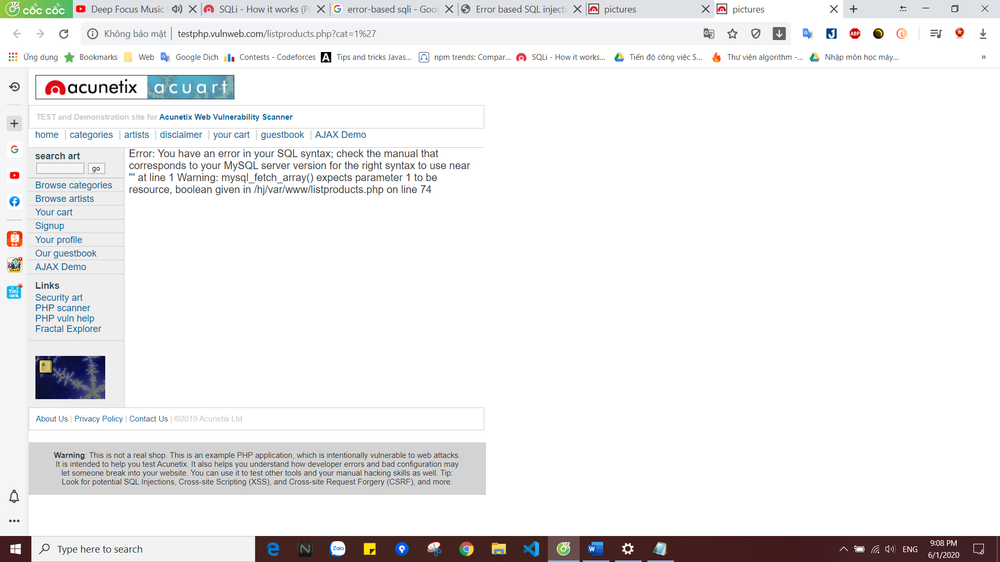 cốc cốc
Deep Focus Music
SQLi - How it works (Pa
error-based sqli - Goo
Error based SQL injecti
pictures
pictures
Không bảo mật
testphp.vulnweb.com/listproducts.php?cat=1%27
ABP
Ứng dụng
Bookmarks
Web
Google Dịch
Contests - Codeforces
Tips and tricks Javas...
npm trends: Compar...
SQLi - How it works...
Tiến độ công việc S...
Thư viện algorithm -...
Nhập môn học máy...
»
acunetix acuart
TEST and Demonstration site for Acunetix Web Vulnerability Scanner
home | categories | artists | disclaimer | your cart | guestbook | AJAX Demo
search art
go
Browse categories
Browse artists
Your cart
Signup
Your profile
Our guestbook
AJAX Demo
Links
Security art
PHP scanner
PHP vuln help
Fractal Explorer
A
Error: You have an error in your SQL syntax; check the manual that
corresponds to your MySQL server version for the right syntax to use near
''' at line 1 Warning: mysql_fetch_array() expects parameter 1 to be
resource, boolean given in /hj/var/www/listproducts.php on line 74
6.6
TIKI
-50%
About Us | Privacy Policy | Contact Us | ©2019 Acunetix Ltd
Warning: This is not a real shop. This is an example PHP application, which is intentionally vulnerable to web attacks.
It is intended to help you test Acunetix. It also helps you understand how developer errors and bad configuration may
let someone break into your website. You can use it to test other tools and your manual hacking skills as well. Tip:
Look for potential SQL Injections, Cross-site Scripting (XSS), and Cross-site Request Forgery (CSRF), and more.
Type here to search
Zalo
ENG
9:08 PM
6/1/2020